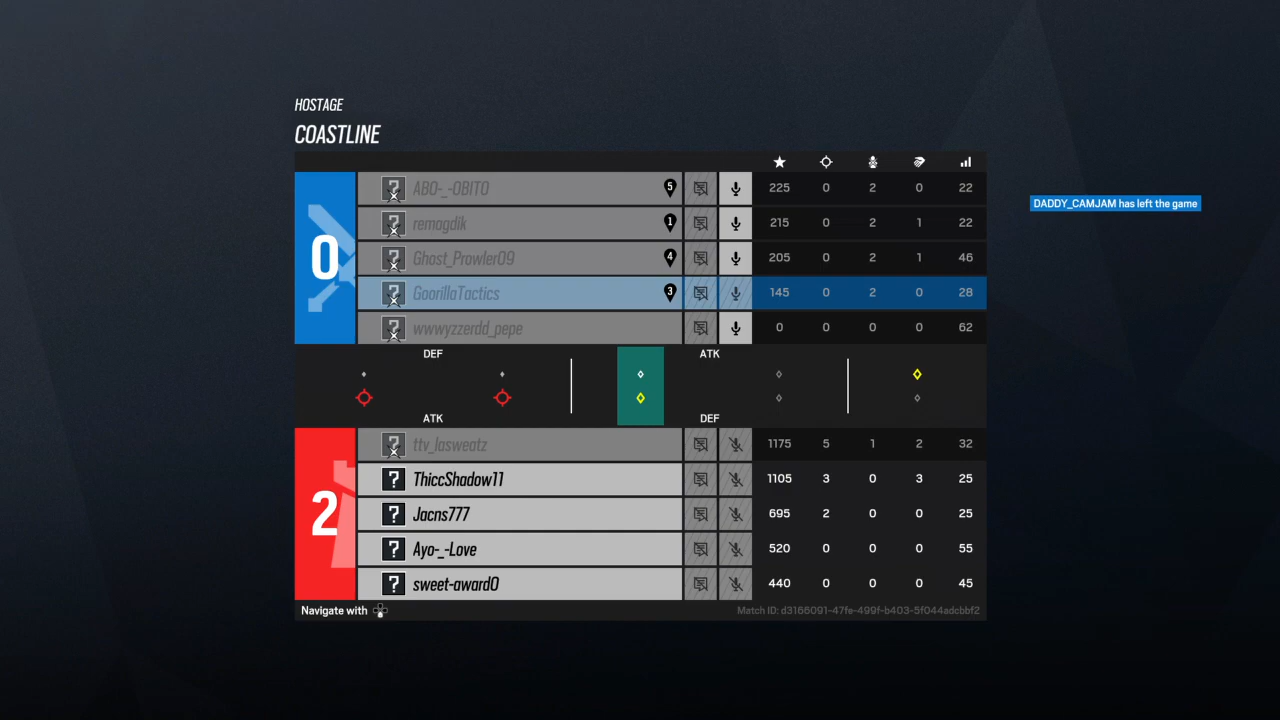 HOSTAGE
COASTLINE
0
ABO-_-OBITO 5 225 0 2 0 22
remagdik 1 215 0 2 1 22
Ghost_Prowler09 4 205 0 2 1 46
GoorillaTactics 3 145 0 2 0 28
wwwyzzerdd_pepe 0 0 0 0 62
DADDY_CAMJAM has left the game
DEF ATK
ATK DEF
2
? ttv_lasweatz 1175 5 1 2 32
? ThiccShadow11 1105 3 0 3 25
? Jacns777 695 2 0 0 25
? Ayo-_-Love 520 0 0 0 55
? sweet-award0 440 0 0 0 45
Navigate with
Match ID: d3166091-47fe-499f-b403-5f044adcbbf2